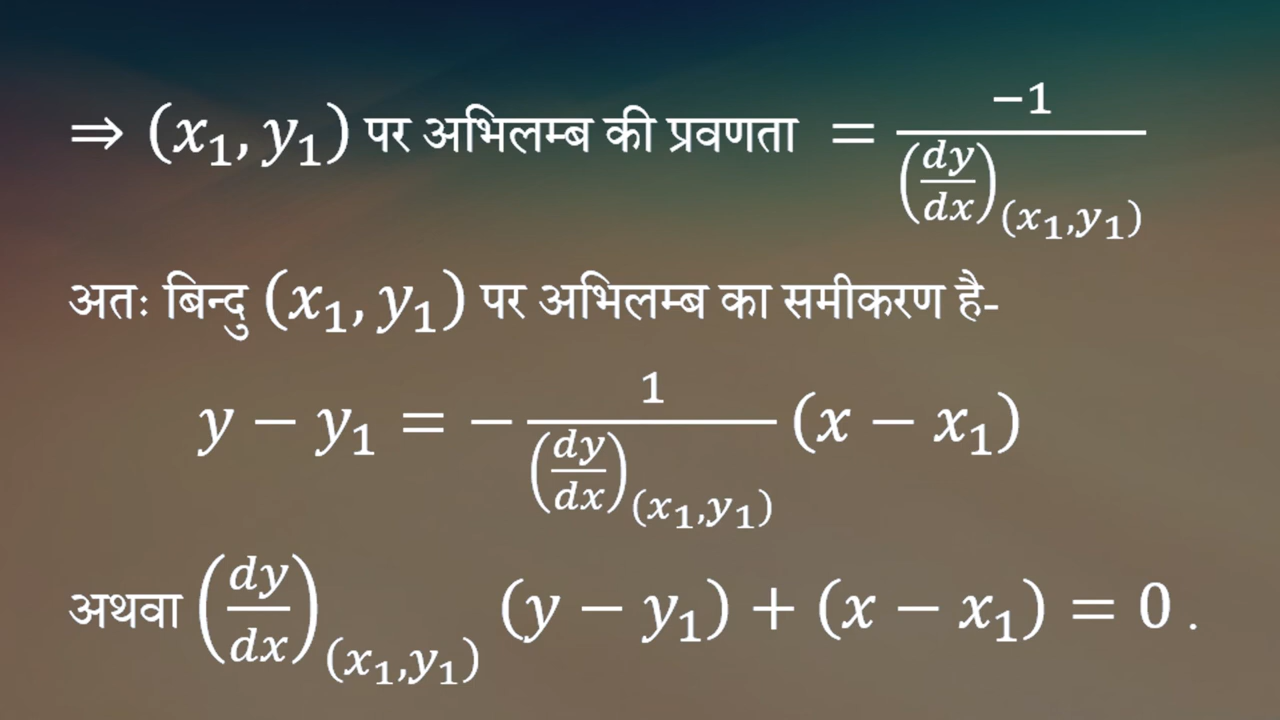 ⇒ (x₁, y₁) पर अभिलम्ब की प्रवणता = −1 / (dy/dx)₍ₓ₁,ᵧ₁₎
अतः बिन्दु (x₁, y₁) पर अभिलम्ब का समीकरण है-
y − y₁ = − 1 / (dy/dx)₍ₓ₁,ᵧ₁₎ (x − x₁)
अथवा (dy/dx)₍ₓ₁,ᵧ₁₎ (y − y₁) + (x − x₁) = 0 .